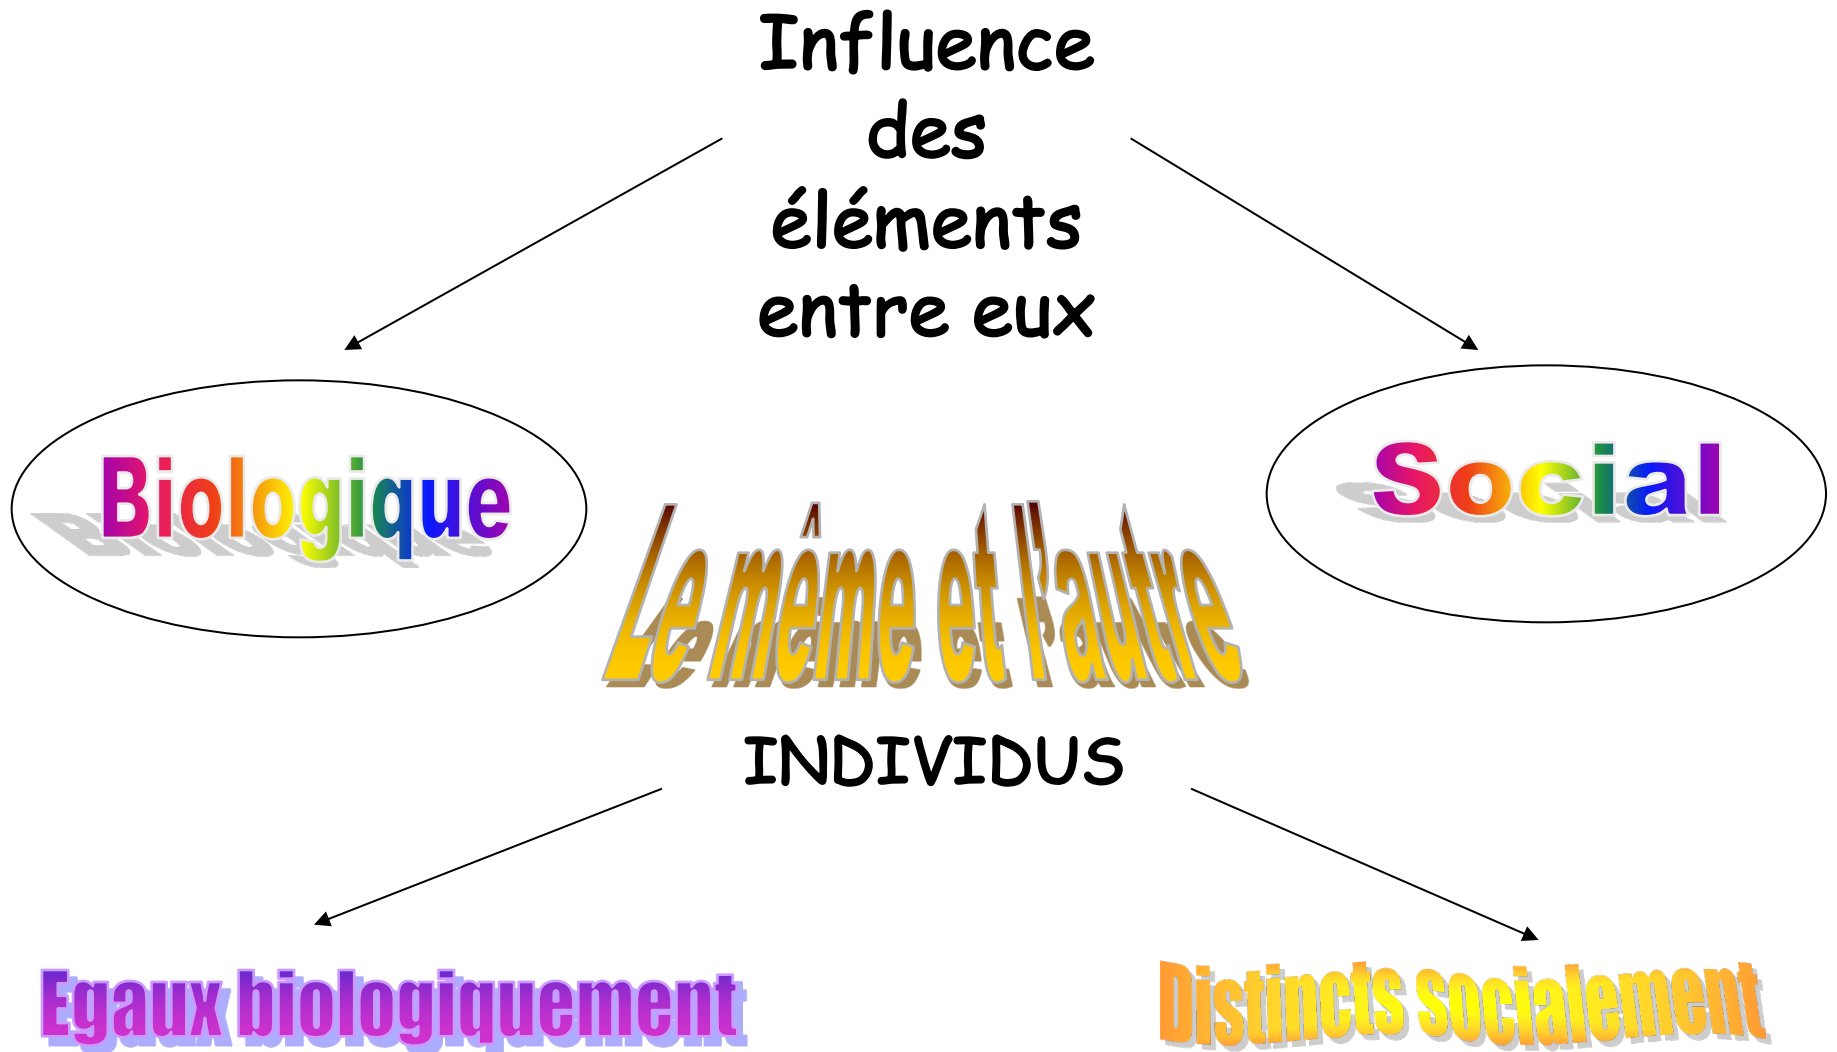 Influence
des
éléments
entre eux
Biologique
Social
Le même et l'autre
INDIVIDUS
Egaux biologiquement
Distincts socialement